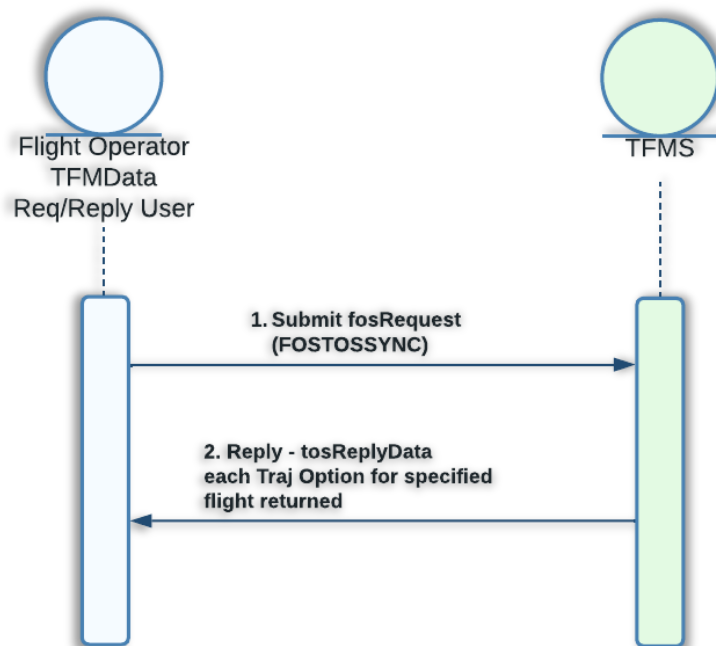 Flight Operator
TFMData
Req/Reply User
TFMS
1. Submit fosRequest
(FOSTOSSYNC)
2. Reply - tosReplyData
each Traj Option for specified
flight returned